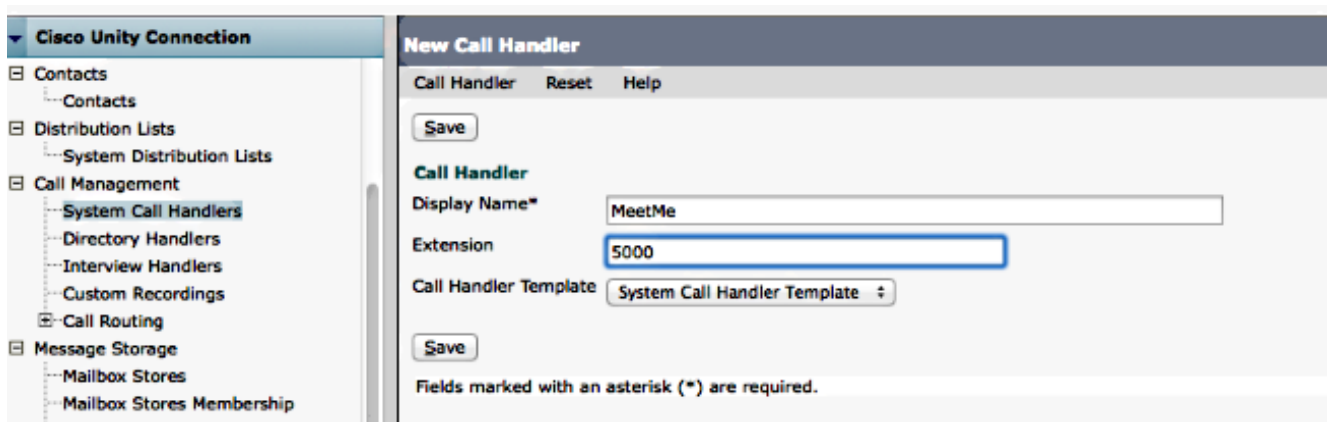 Cisco Unity Connection
Contacts
Contacts
Distribution Lists
System Distribution Lists
Call Management
System Call Handlers
Directory Handlers
Interview Handlers
Custom Recordings
Call Routing
Message Storage
Mailbox Stores
Mailbox Stores Membership
New Call Handler
Call Handler Reset Help
Save
Call Handler
Display Name* MeetMe
Extension 5000
Call Handler Template System Call Handler Template
Save
Fields marked with an asterisk (*) are required.